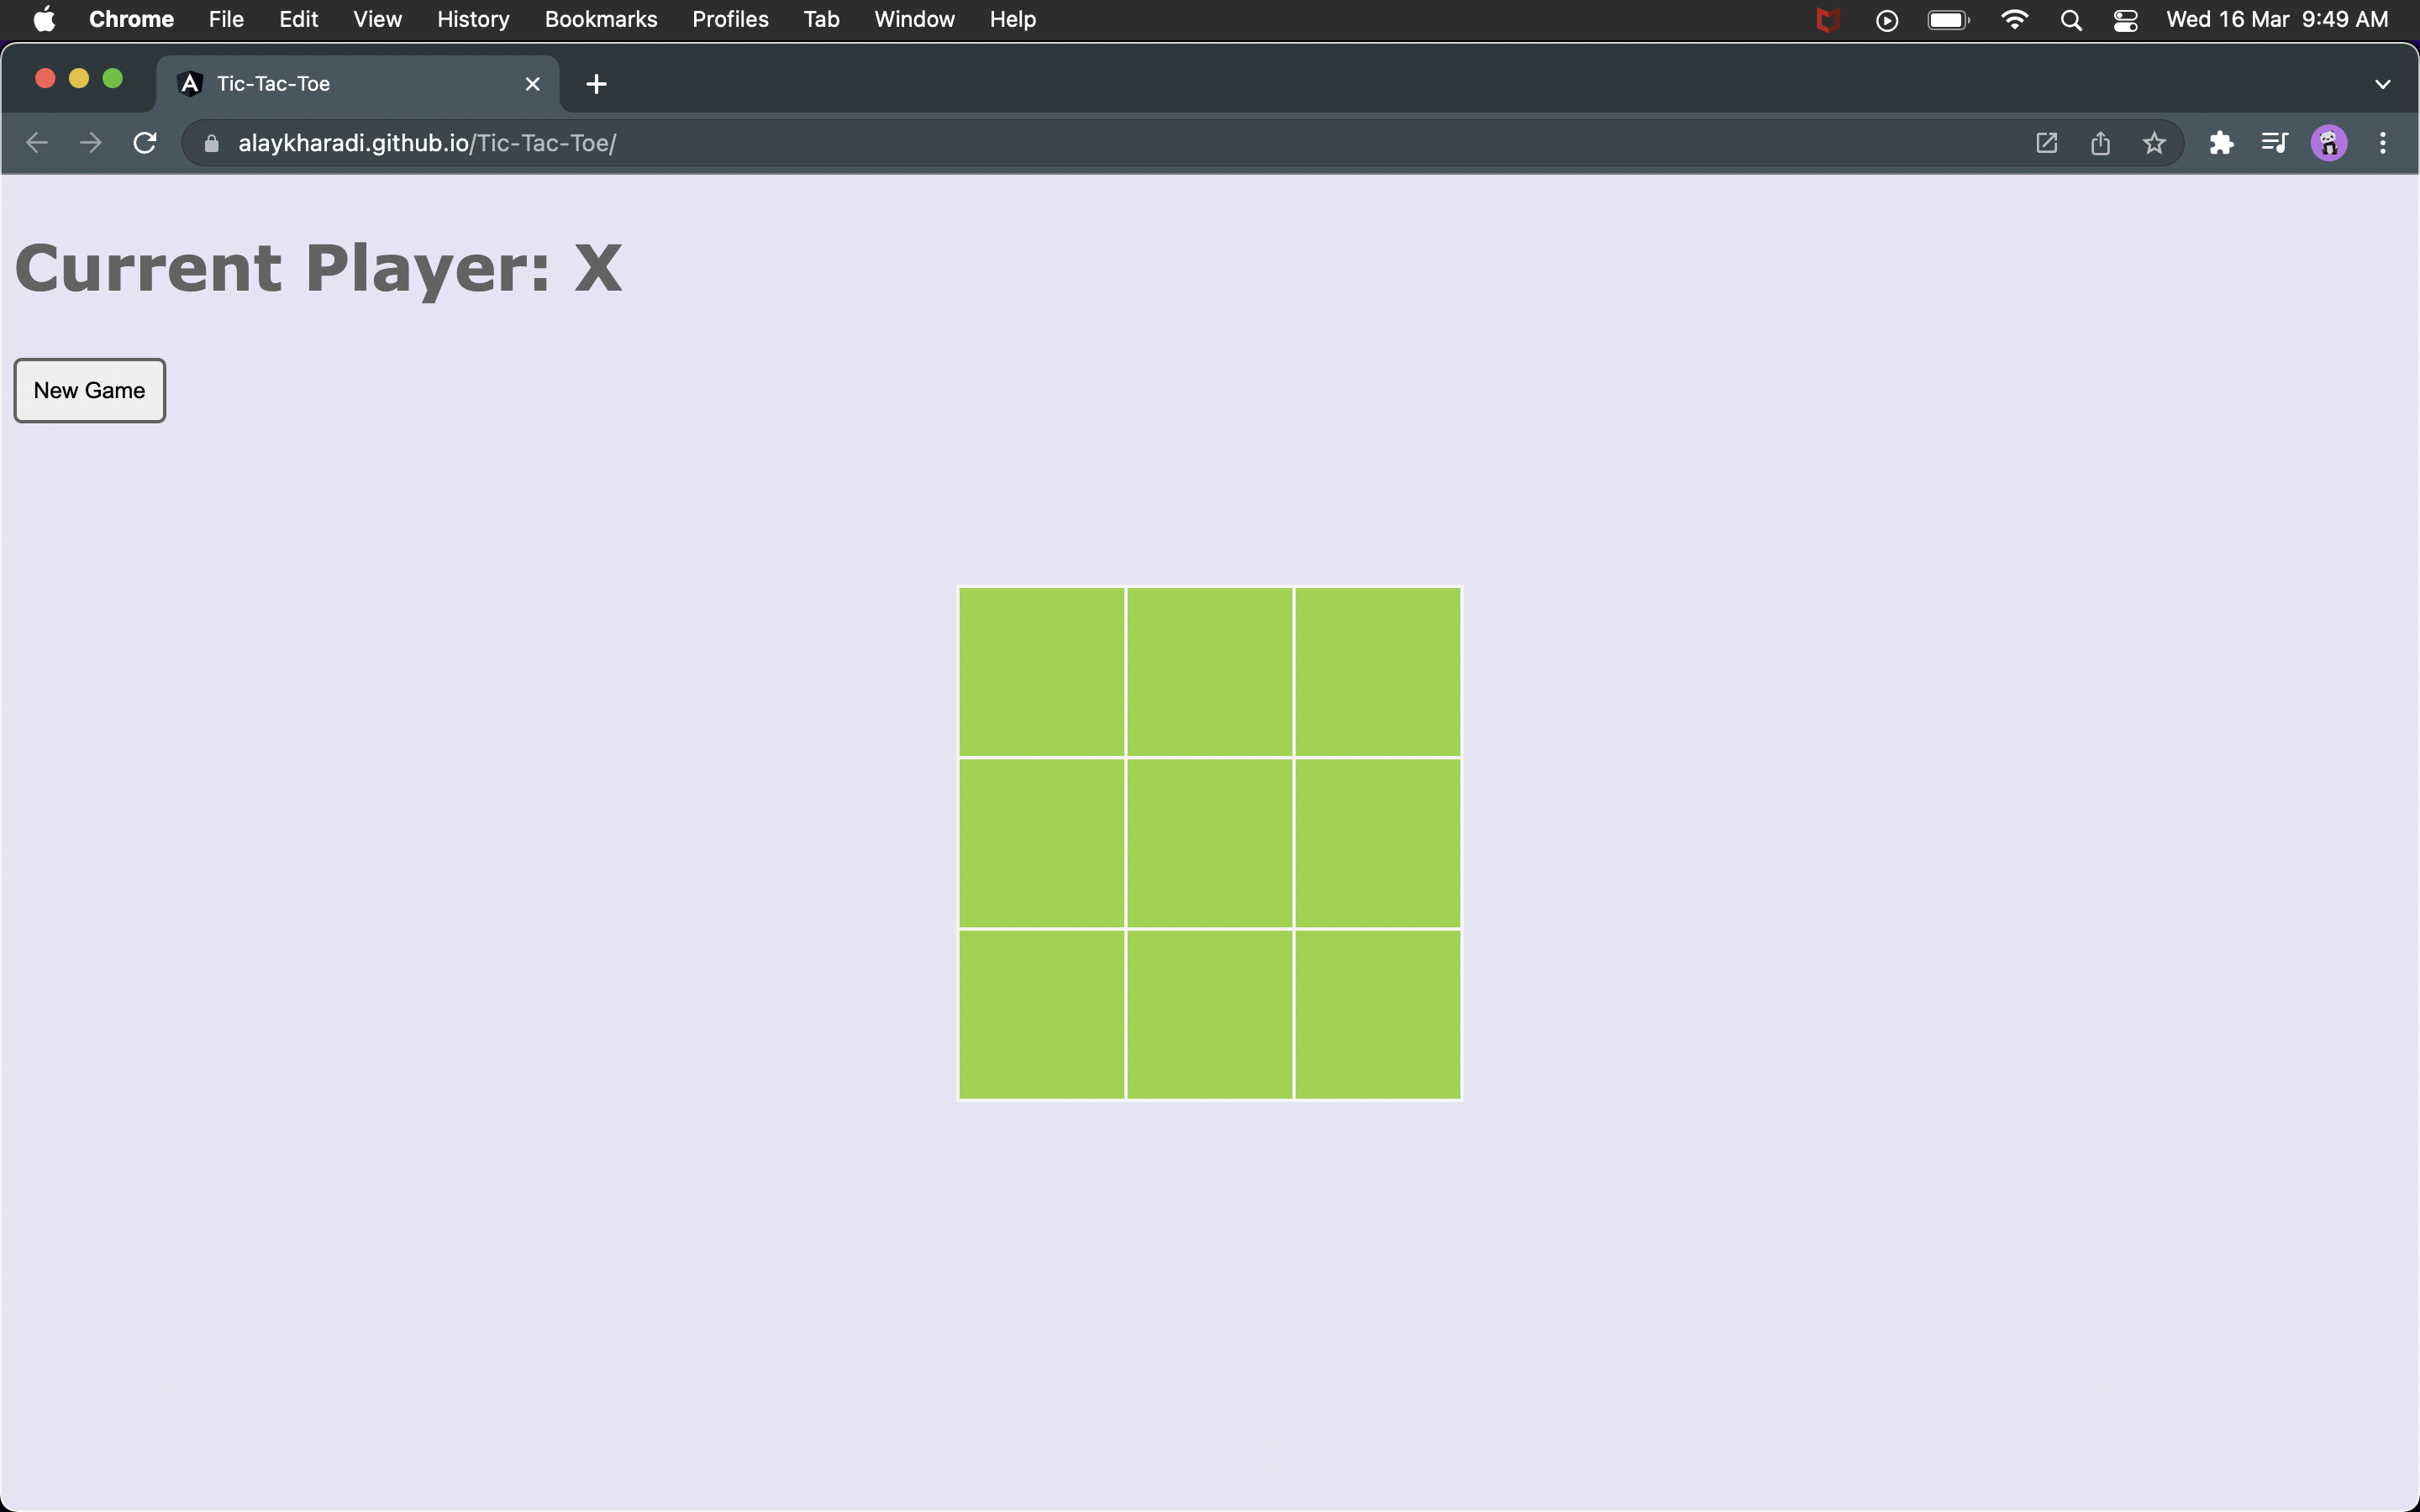 Chrome File Edit View History Bookmarks Profiles Tab Window Help Wed 16 Mar 9:49 AM
Tic-Tac-Toe
alaykharadi.github.io/Tic-Tac-Toe/
Current Player: X
New Game